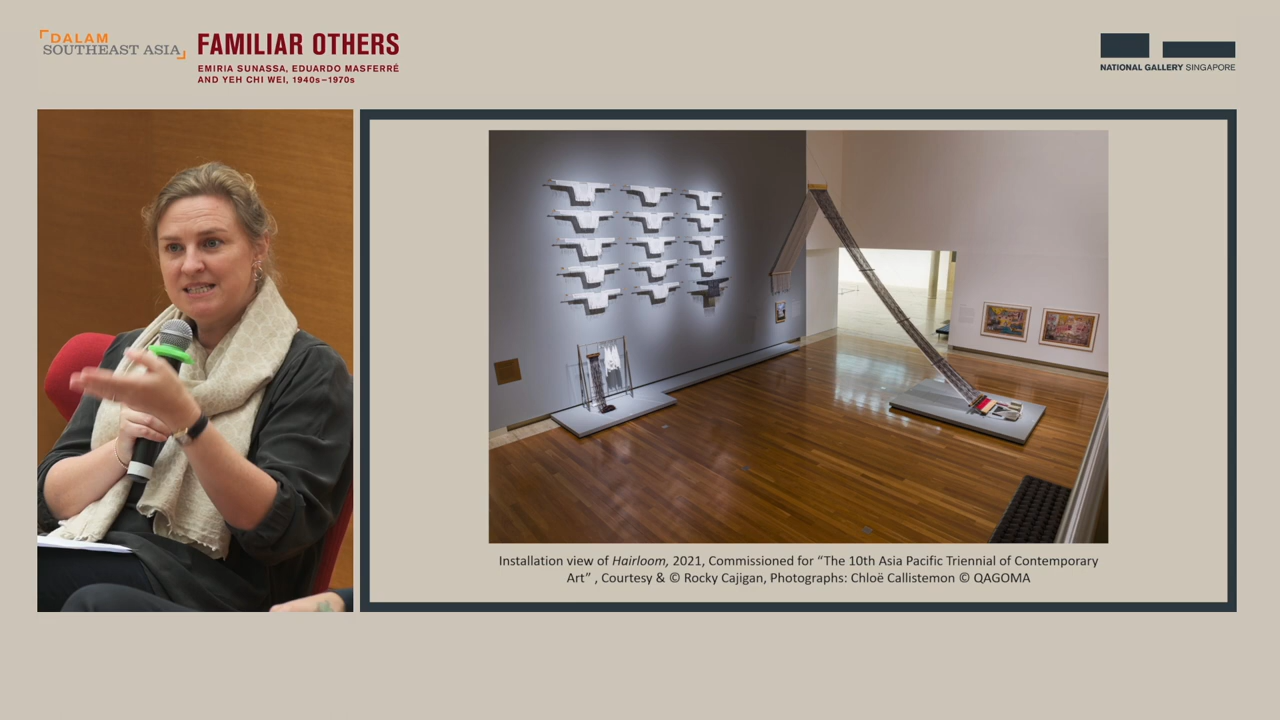 DALAM
SOUTHEAST ASIA
FAMILIAR OTHERS
EMIRIA SUNASSA, EDUARDO MASFERRÉ
AND YEH CHI WEI, 1940s–1970s
NATIONAL GALLERY SINGAPORE
Installation view of Hairloom, 2021, Commissioned for “The 10th Asia Pacific Triennial of Contemporary
Art” , Courtesy & © Rocky Cajigan, Photographs: Chloë Callistemon © QAGOMA